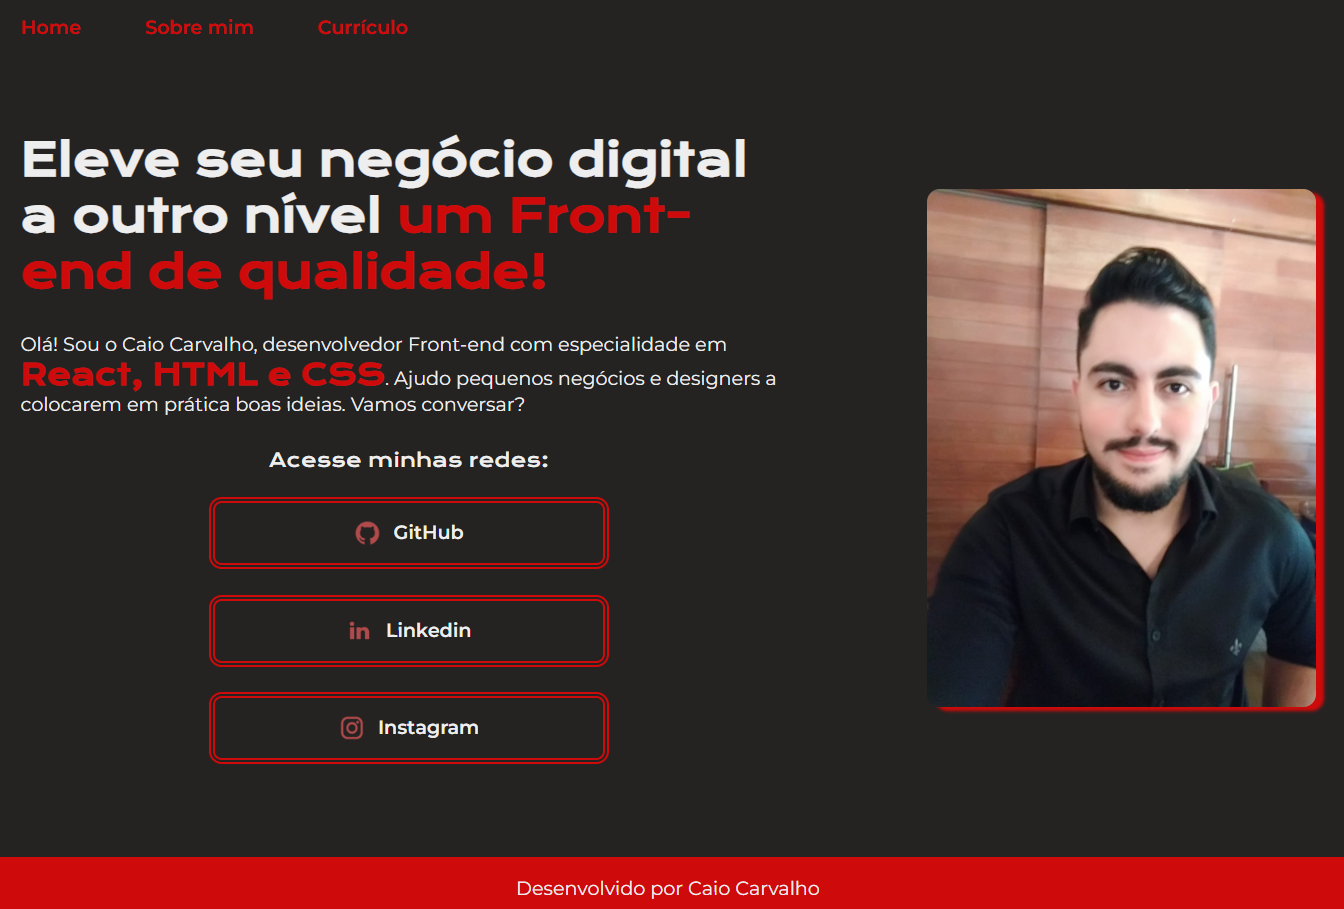 Home Sobre mim Currículo
Eleve seu negócio digital
a outro nível um Front-
end de qualidade!
Olá! Sou o Caio Carvalho, desenvolvedor Front-end com especialidade em
React, HTML e CSS. Ajudo pequenos negócios e designers a
colocarem em prática boas ideias. Vamos conversar?
Acesse minhas redes:
GitHub
in Linkedin
Instagram
Desenvolvido por Caio Carvalho